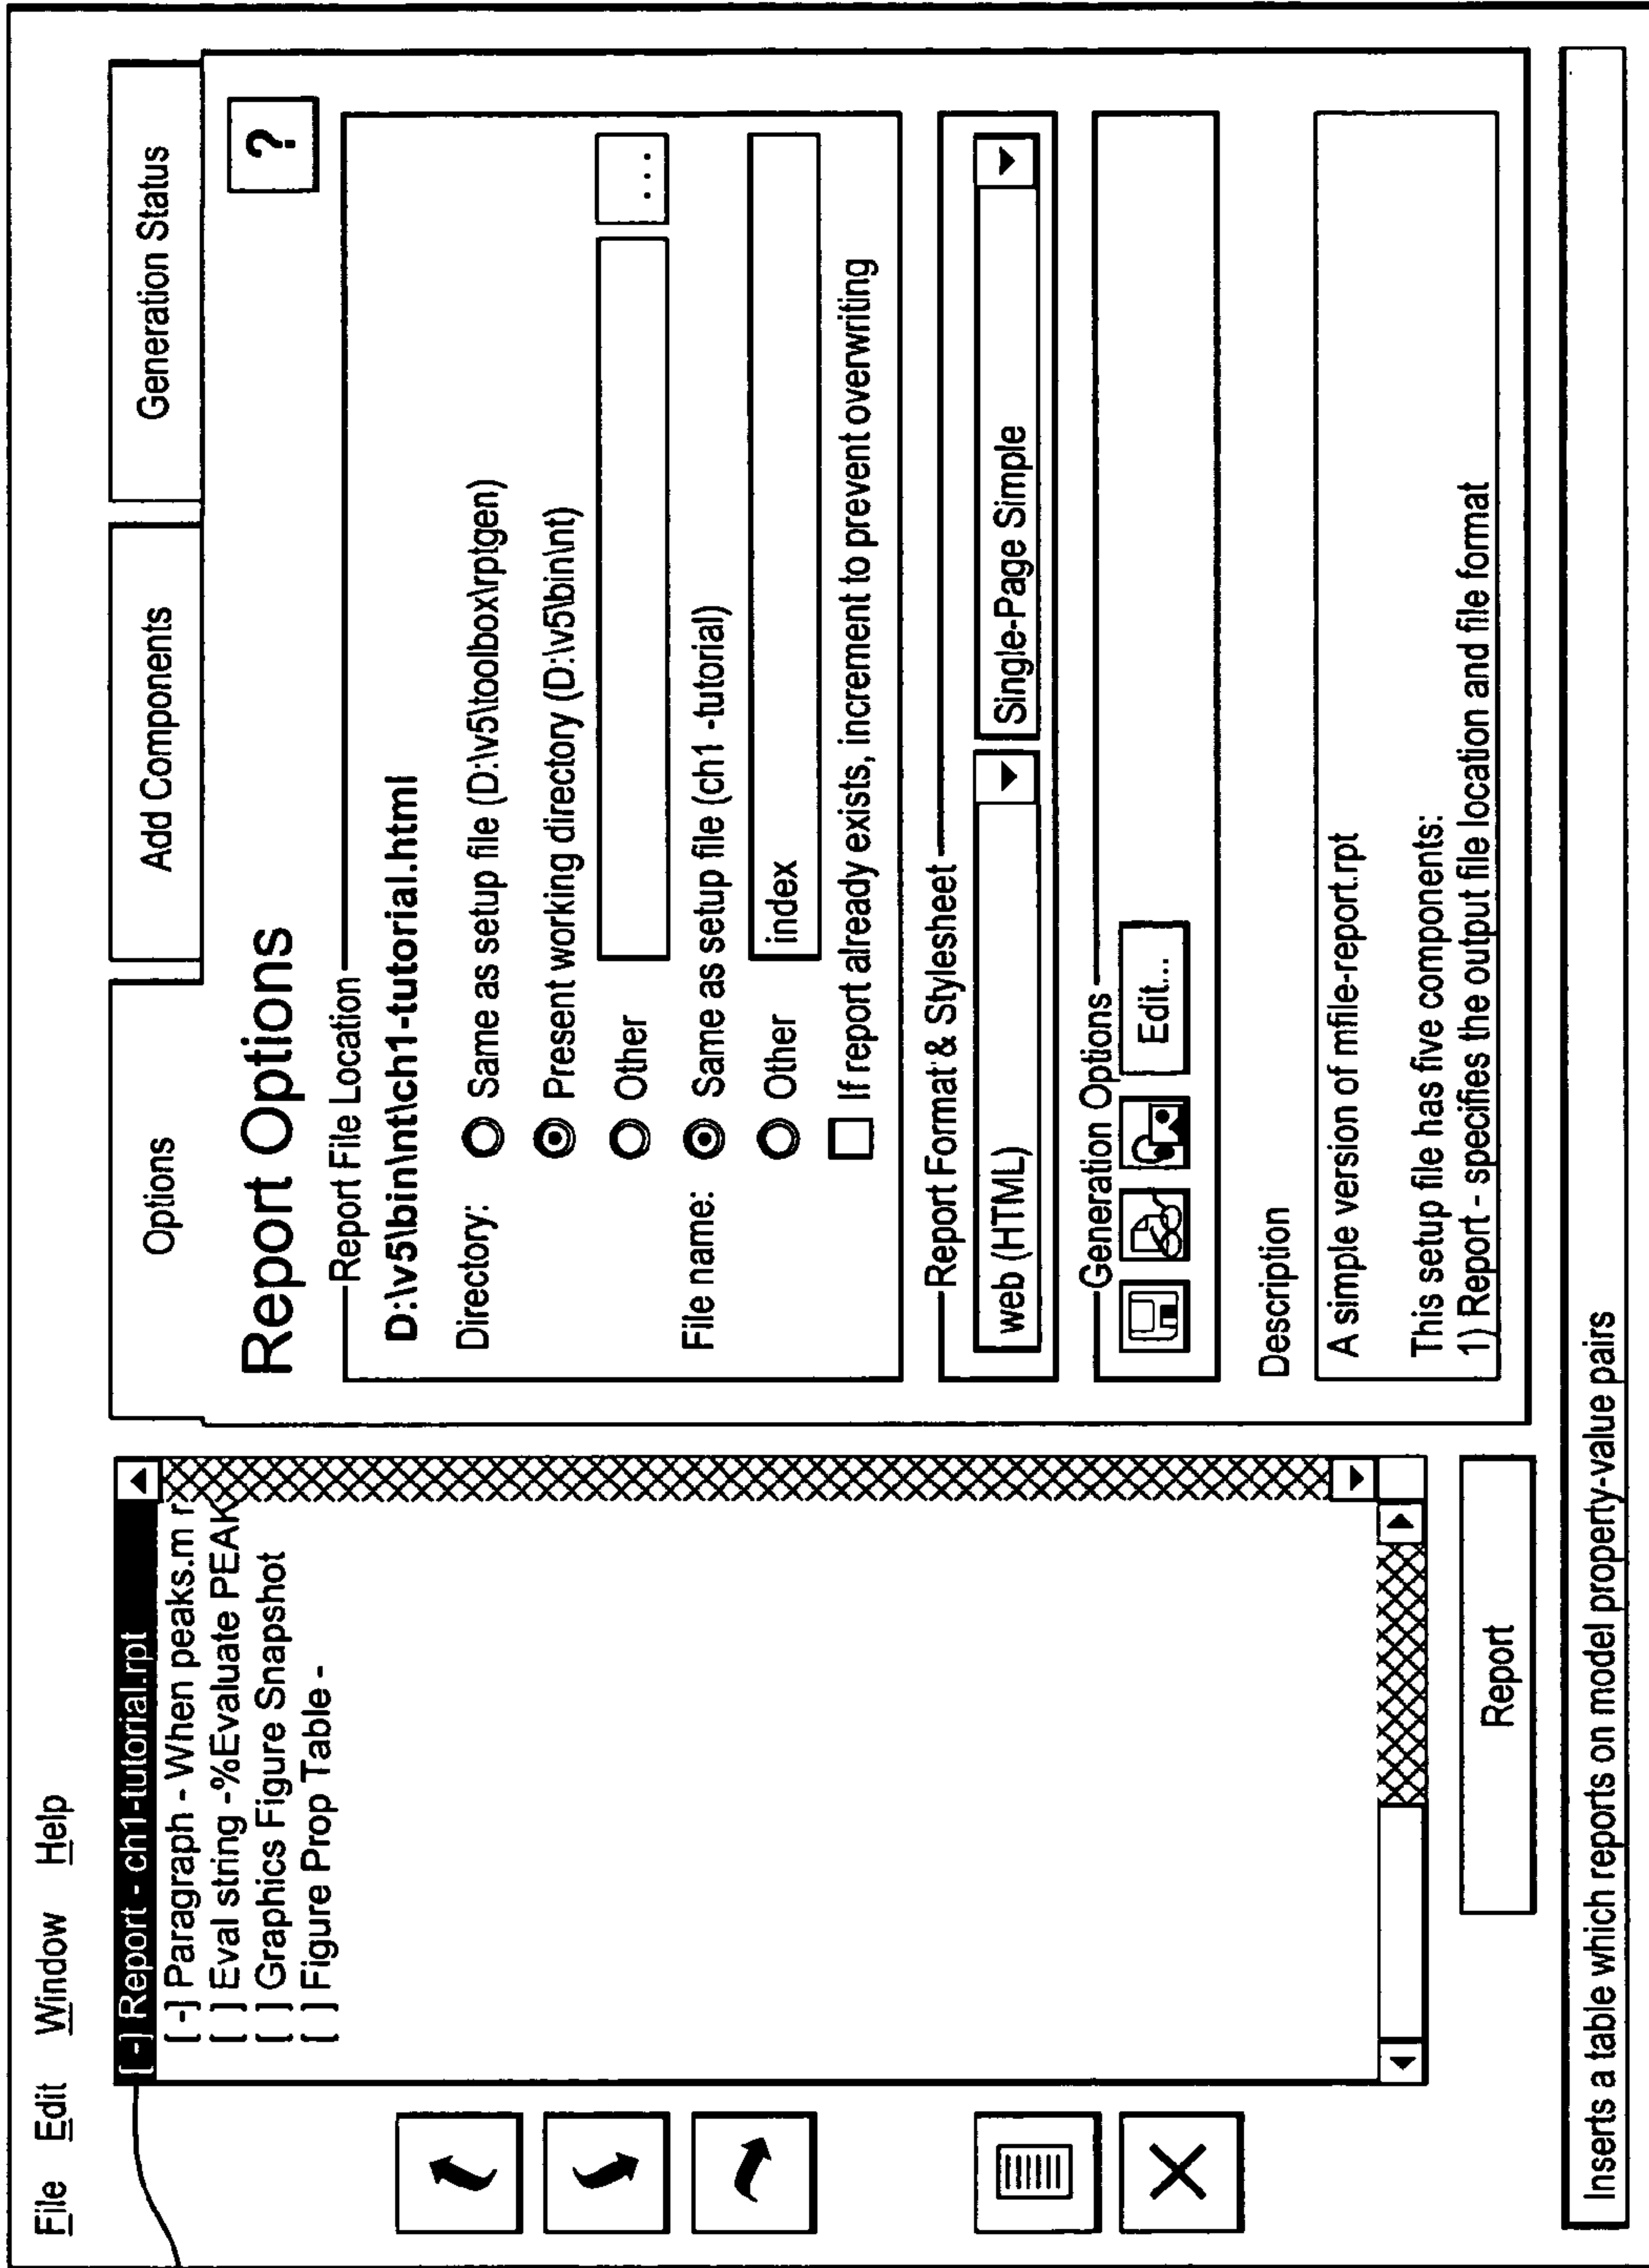 File Edit Window Help
[-] Report - ch1-tutorial.rpt
[-] Paragraph - When peaks.m r
[ ] Eval string -%Evaluate PEAK
[ ] Graphics Figure Snapshot
[ ] Figure Prop Table -
Report
Options
Add Components
Generation Status
Report Options
?
Report File Location
D:\v5\bin\nt\ch1-tutorial.html
Directory:
Same as setup file (D:\v5\toolbox\rptgen)
Present working directory (D:\v5\bin\nt)
Other
...
File name:
Same as setup file (ch1 -tutorial)
Other
index
If report already exists, increment to prevent overwriting
Report Format & Stylesheet
web (HTML)
Single-Page Simple
Generation Options
Edit...
Description
A simple version of mfile-report.rpt
This setup file has five components:
1) Report - specifies the output file location and file format
Inserts a table which reports on model property-value pairs